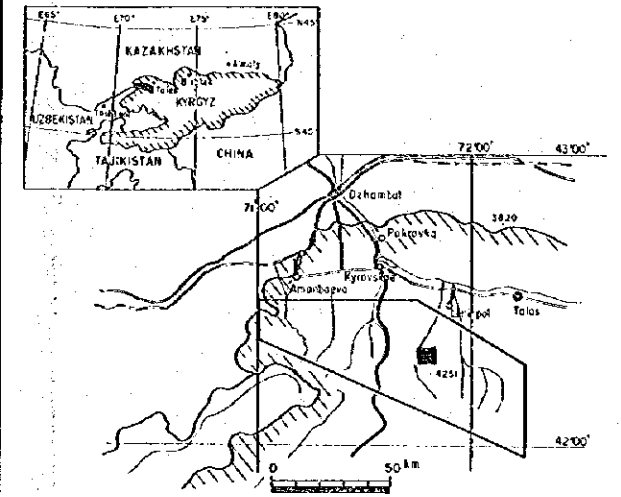 E65° E70° E75° E80°
N45
KAZAKHSTAN
Talas
KYRGYZ
UZBEKISTAN
N40
TAJIKISTAN
CHINA
72°00' 43°00'
71°00'
Dzhambul
3820
Pokrovka
Kyrovskoe
Amanbaevo
Talas
4251
42°00'
0 50 km